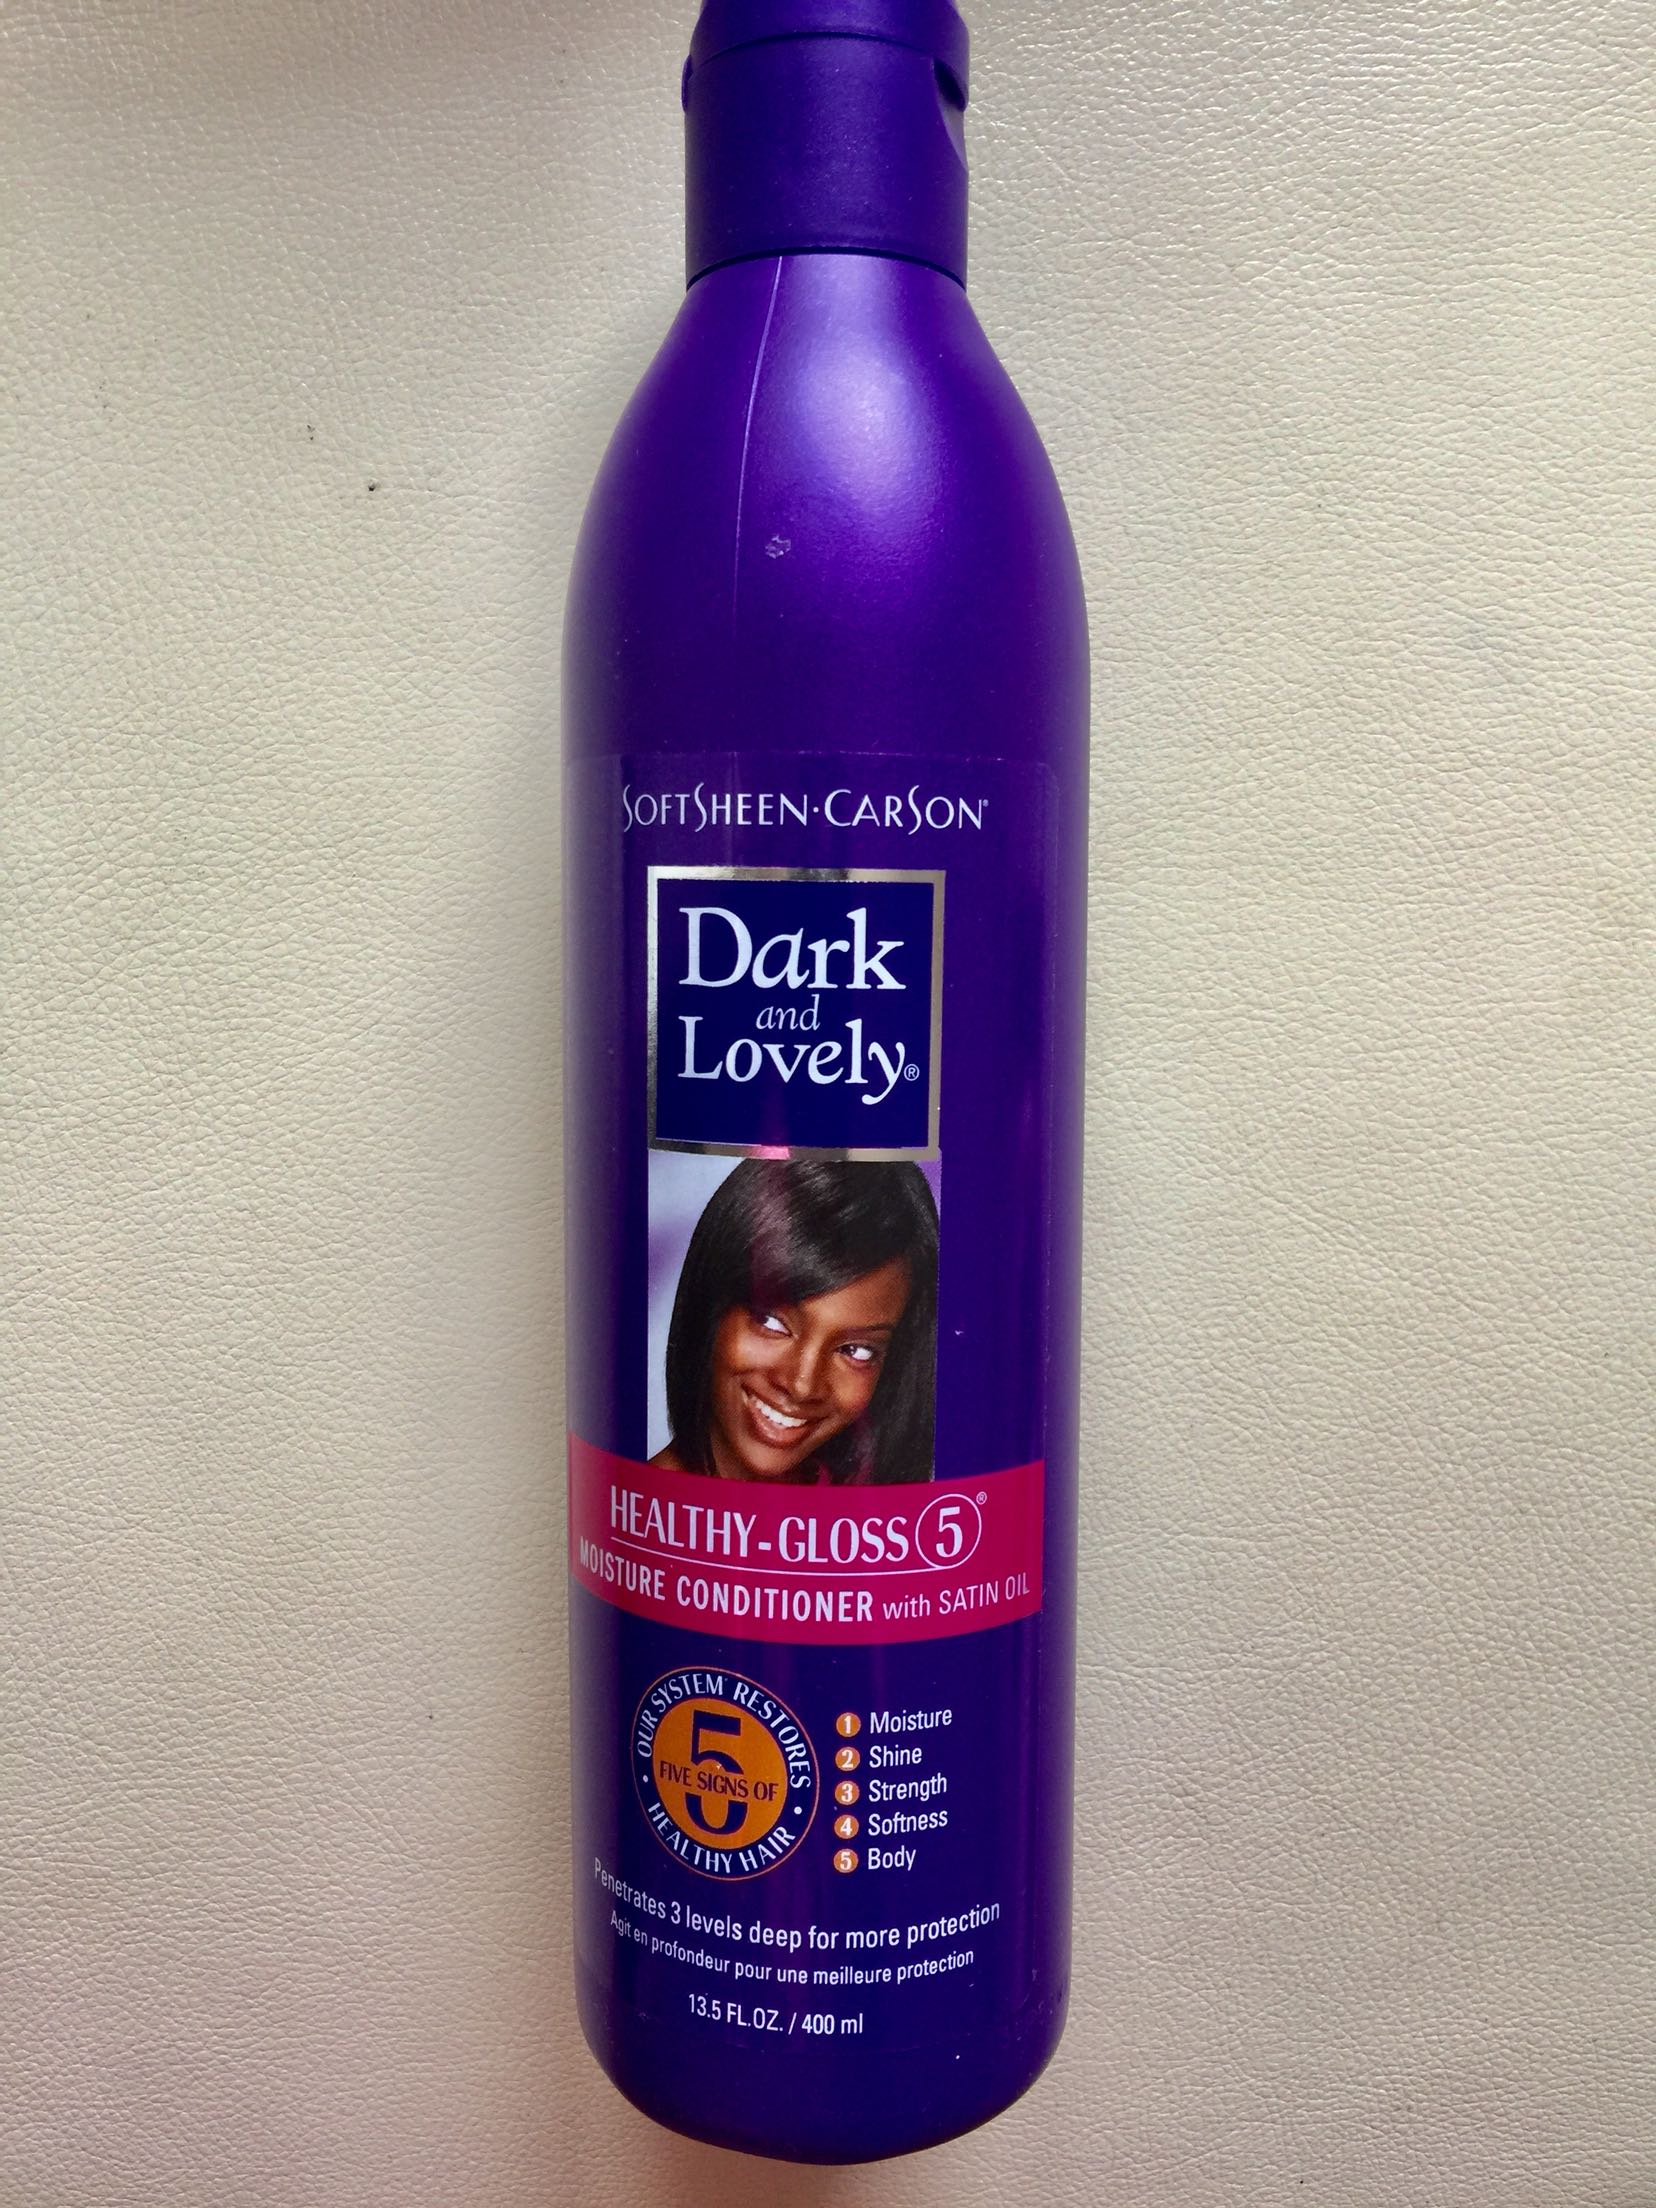 SOFTSHEEN·CARSON®
Dark
and
Lovely®
HEALTHY-GLOSS 5®
MOISTURE CONDITIONER with SATIN OIL
OUR SYSTEM RESTORES
5
FIVE SIGNS OF
HEALTHY HAIR
1 Moisture
2 Shine
3 Strength
4 Softness
5 Body
Penetrates 3 levels deep for more protection
Agit en profondeur pour une meilleure protection
13.5 FL.OZ. / 400 ml